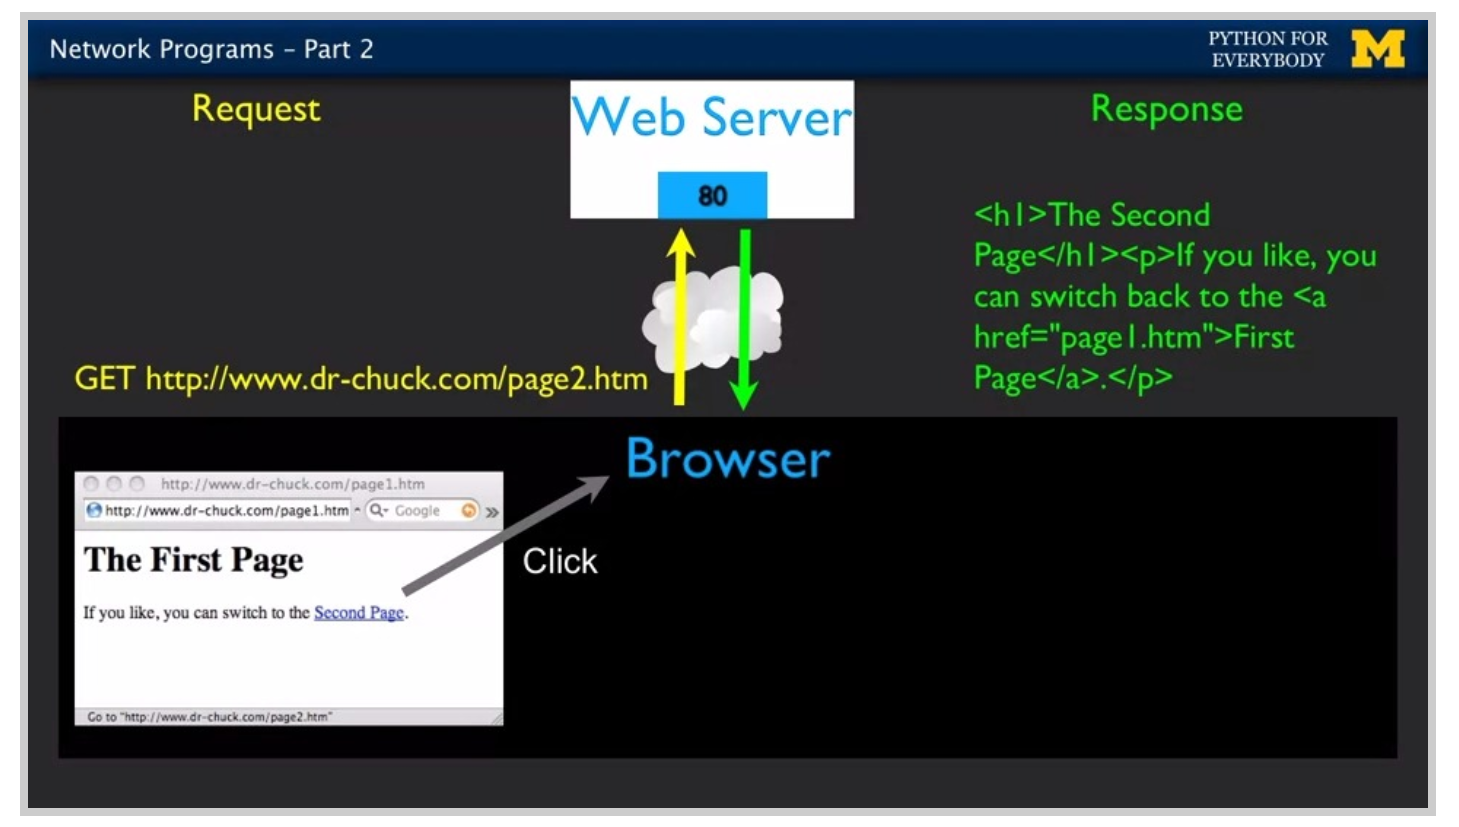 Network Programs – Part 2
PYTHON FOR
EVERYBODY
M
Request
Web Server
Response
80
<h1>The Second
Page</h1><p>If you like, you
can switch back to the <a
href="page1.htm">First
Page</a>.</p>
GET http://www.dr-chuck.com/page2.htm
Browser
http://www.dr-chuck.com/page1.htm
http://www.dr-chuck.com/page1.htm
Google
»
The First Page
Click
If you like, you can switch to the Second Page.
Go to "http://www.dr-chuck.com/page2.htm"